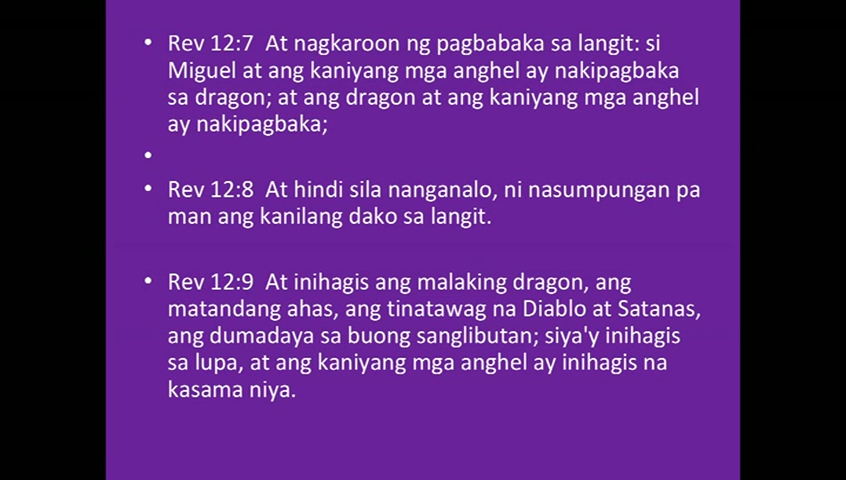 • Rev 12:7  At nagkaroon ng pagbabaka sa langit: si
Miguel at ang kaniyang mga anghel ay nakipagbaka
sa dragon; at ang dragon at ang kaniyang mga anghel
ay nakipagbaka;
•
• Rev 12:8  At hindi sila nanganalo, ni nasumpungan pa
man ang kanilang dako sa langit.
• Rev 12:9  At inihagis ang malaking dragon, ang
matandang ahas, ang tinatawag na Diablo at Satanas,
ang dumadaya sa buong sanglibutan; siya'y inihagis
sa lupa, at ang kaniyang mga anghel ay inihagis na
kasama niya.